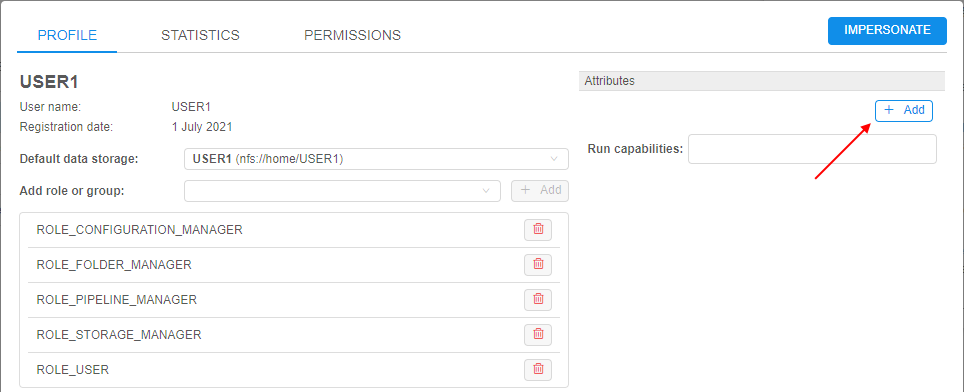 PROFILE STATISTICS PERMISSIONS IMPERSONATE
USER1
User name: USER1
Registration date: 1 July 2021
Default data storage: USER1 (nfs://home/USER1)
Add role or group: + Add
ROLE_CONFIGURATION_MANAGER
ROLE_FOLDER_MANAGER
ROLE_PIPELINE_MANAGER
ROLE_STORAGE_MANAGER
ROLE_USER
Attributes
+ Add
Run capabilities: